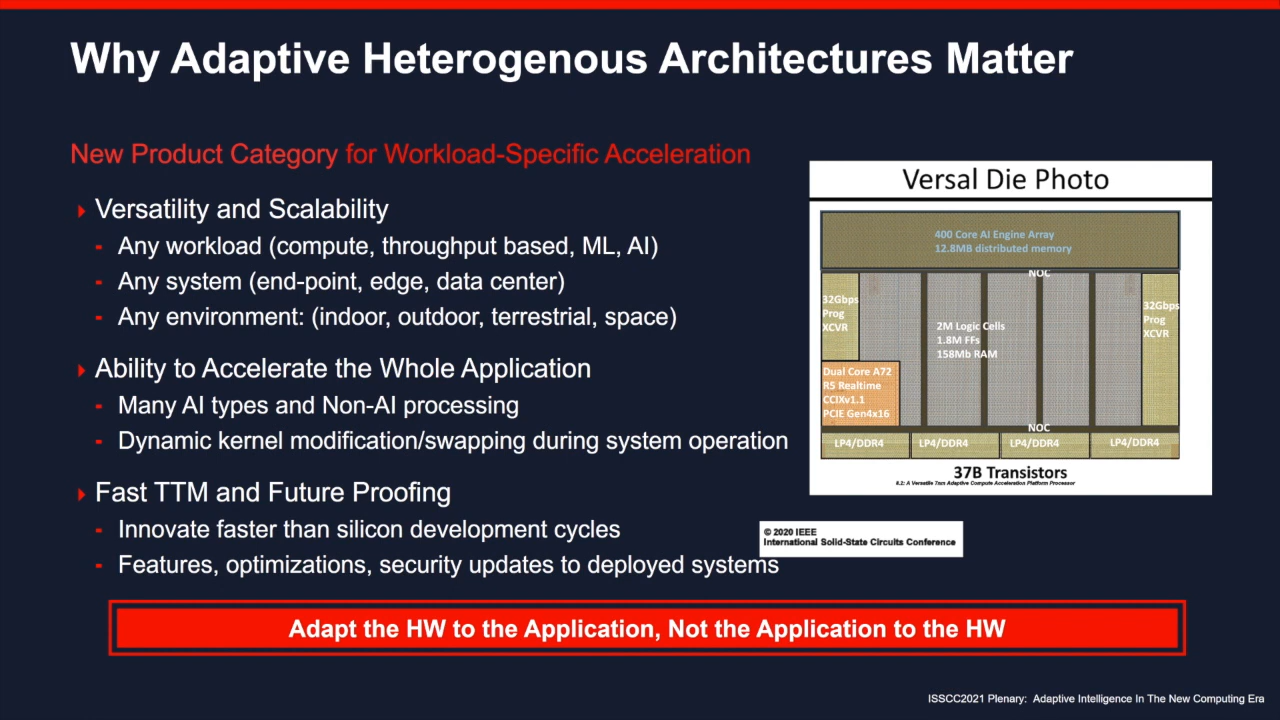 Why Adaptive Heterogenous Architectures Matter
New Product Category for Workload-Specific Acceleration
Versatility and Scalability
- Any workload (compute, throughput based, ML, AI)
- Any system (end-point, edge, data center)
- Any environment: (indoor, outdoor, terrestrial, space)
Ability to Accelerate the Whole Application
- Many AI types and Non-AI processing
- Dynamic kernel modification/swapping during system operation
Fast TTM and Future Proofing
- Innovate faster than silicon development cycles
- Features, optimizations, security updates to deployed systems
Versal Die Photo
400 Core AI Engine Array
12.8MB distributed memory
NOC
32Gbps
Prog
XCVR
2M Logic Cells
1.8M FFs
158Mb RAM
32Gbps
Prog
XCVR
Dual Core A72
R5 Realtime
CCIXv1.1
PCIE Gen4x16
NOC
LP4/DDR4
LP4/DDR4
LP4/DDR4
LP4/DDR4
37B Transistors
8.2: A Versatile 7nm Adaptive Compute Acceleration Platform Processor
© 2020 IEEE
International Solid-State Circuits Conference
Adapt the HW to the Application, Not the Application to the HW
ISSCC2021 Plenary: Adaptive Intelligence In The New Computing Era